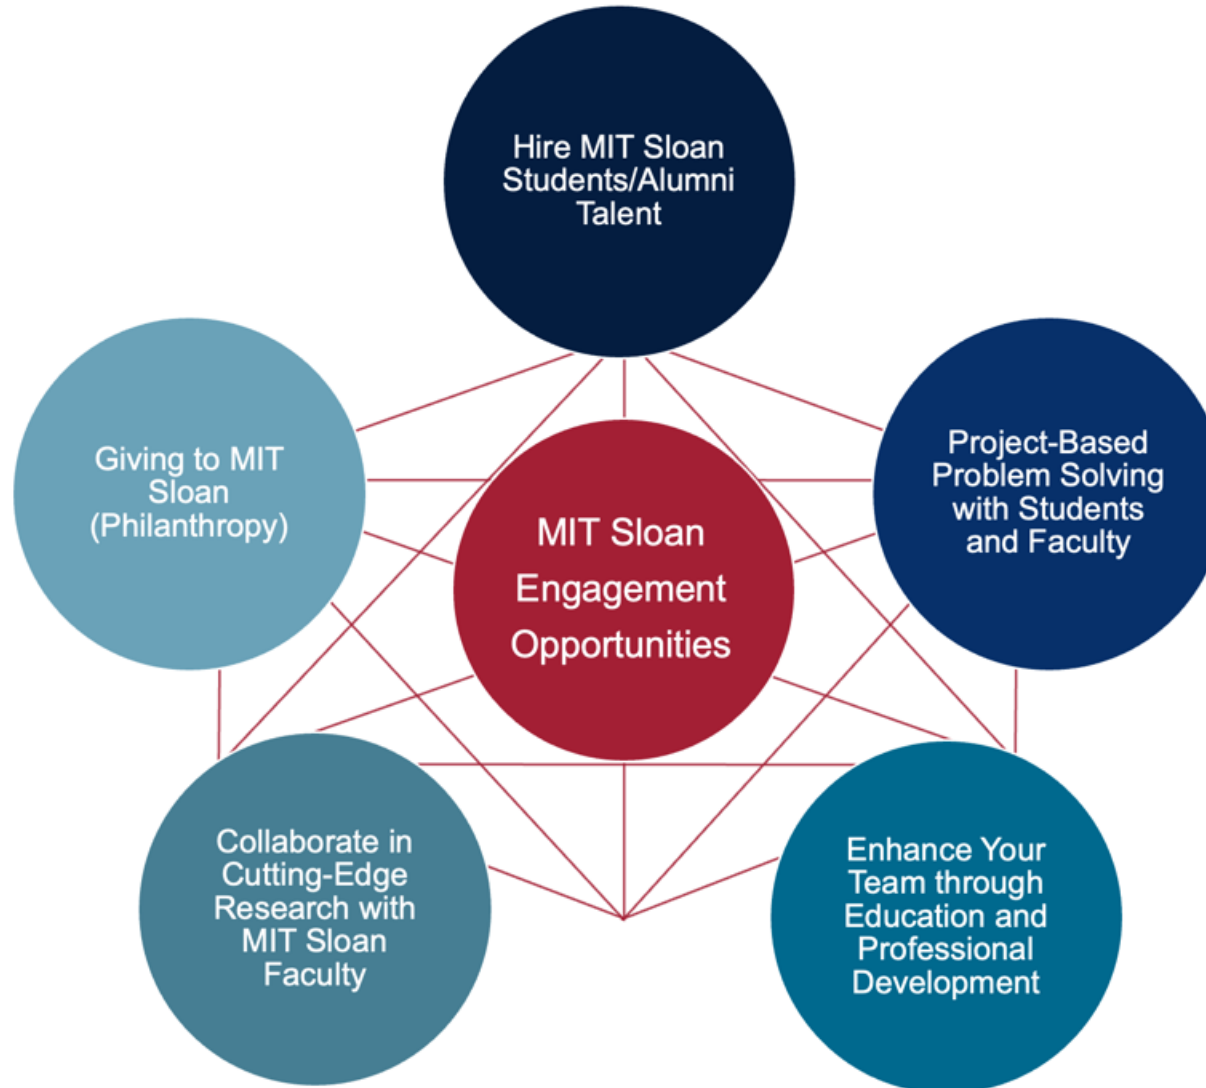 Hire MIT Sloan
Students/Alumni
Talent
Giving to MIT
Sloan
(Philanthropy)
Project-Based
Problem Solving
with Students
and Faculty
MIT Sloan
Engagement
Opportunities
Collaborate in
Cutting-Edge
Research with
MIT Sloan
Faculty
Enhance Your
Team through
Education and
Professional
Development